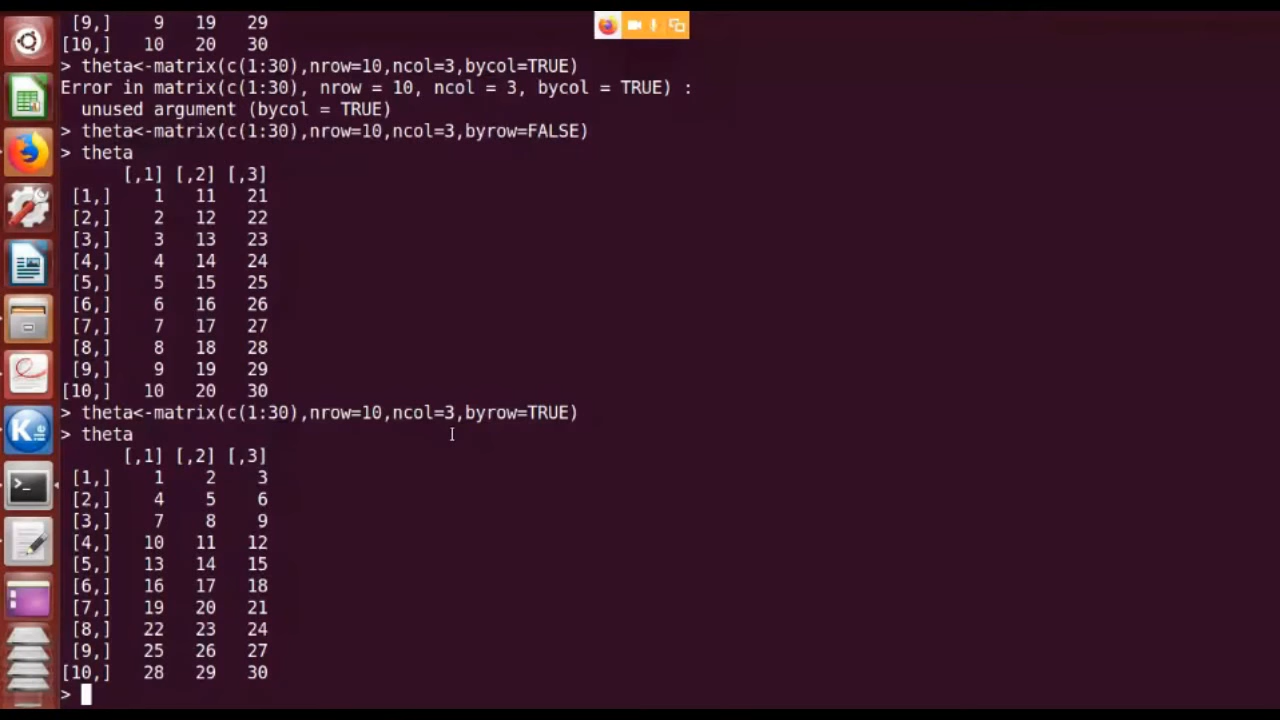 [9,] 9 19 29
[10,] 10 20 30
> theta<-matrix(c(1:30),nrow=10,ncol=3,bycol=TRUE)
Error in matrix(c(1:30), nrow = 10, ncol = 3, bycol = TRUE) :
unused argument (bycol = TRUE)
> theta<-matrix(c(1:30),nrow=10,ncol=3,byrow=FALSE)
> theta
[,1] [,2] [,3]
[1,] 1 11 21
[2,] 2 12 22
[3,] 3 13 23
[4,] 4 14 24
[5,] 5 15 25
[6,] 6 16 26
[7,] 7 17 27
[8,] 8 18 28
[9,] 9 19 29
[10,] 10 20 30
> theta<-matrix(c(1:30),nrow=10,ncol=3,byrow=TRUE)
> theta
[,1] [,2] [,3]
[1,] 1 2 3
[2,] 4 5 6
[3,] 7 8 9
[4,] 10 11 12
[5,] 13 14 15
[6,] 16 17 18
[7,] 19 20 21
[8,] 22 23 24
[9,] 25 26 27
[10,] 28 29 30
>